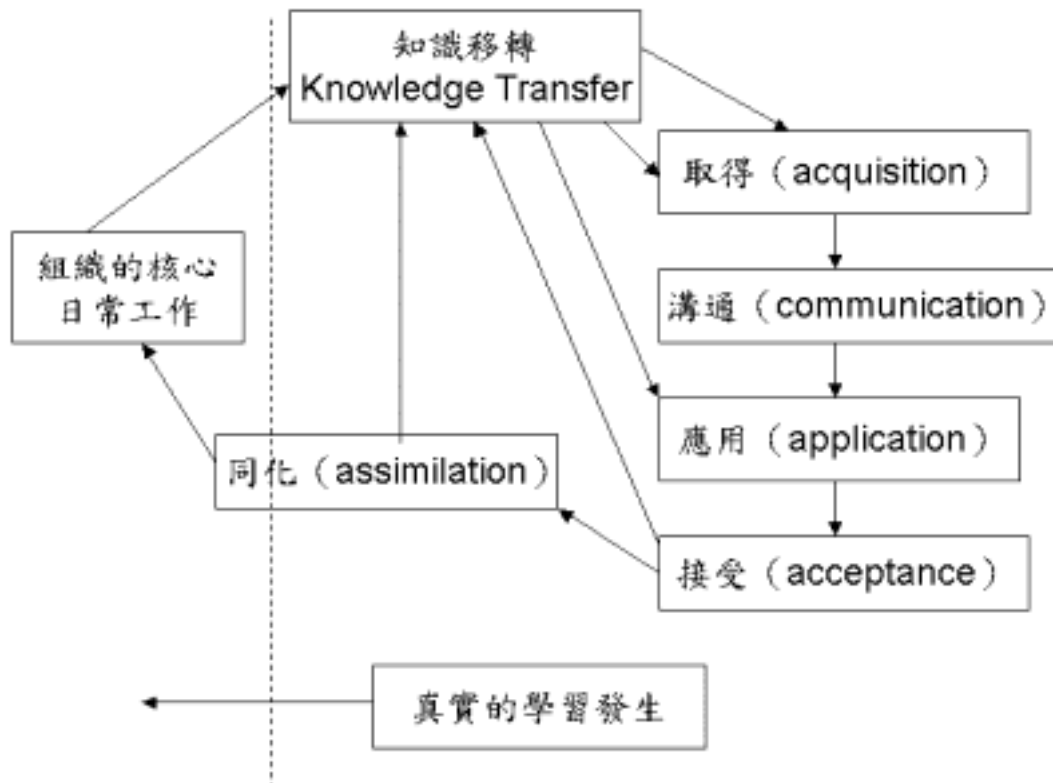 知識移轉
Knowledge Transfer
取得（acquisition）
組織的核心
日常工作
溝通（communication）
應用（application）
同化（assimilation）
接受（acceptance）
真實的學習發生